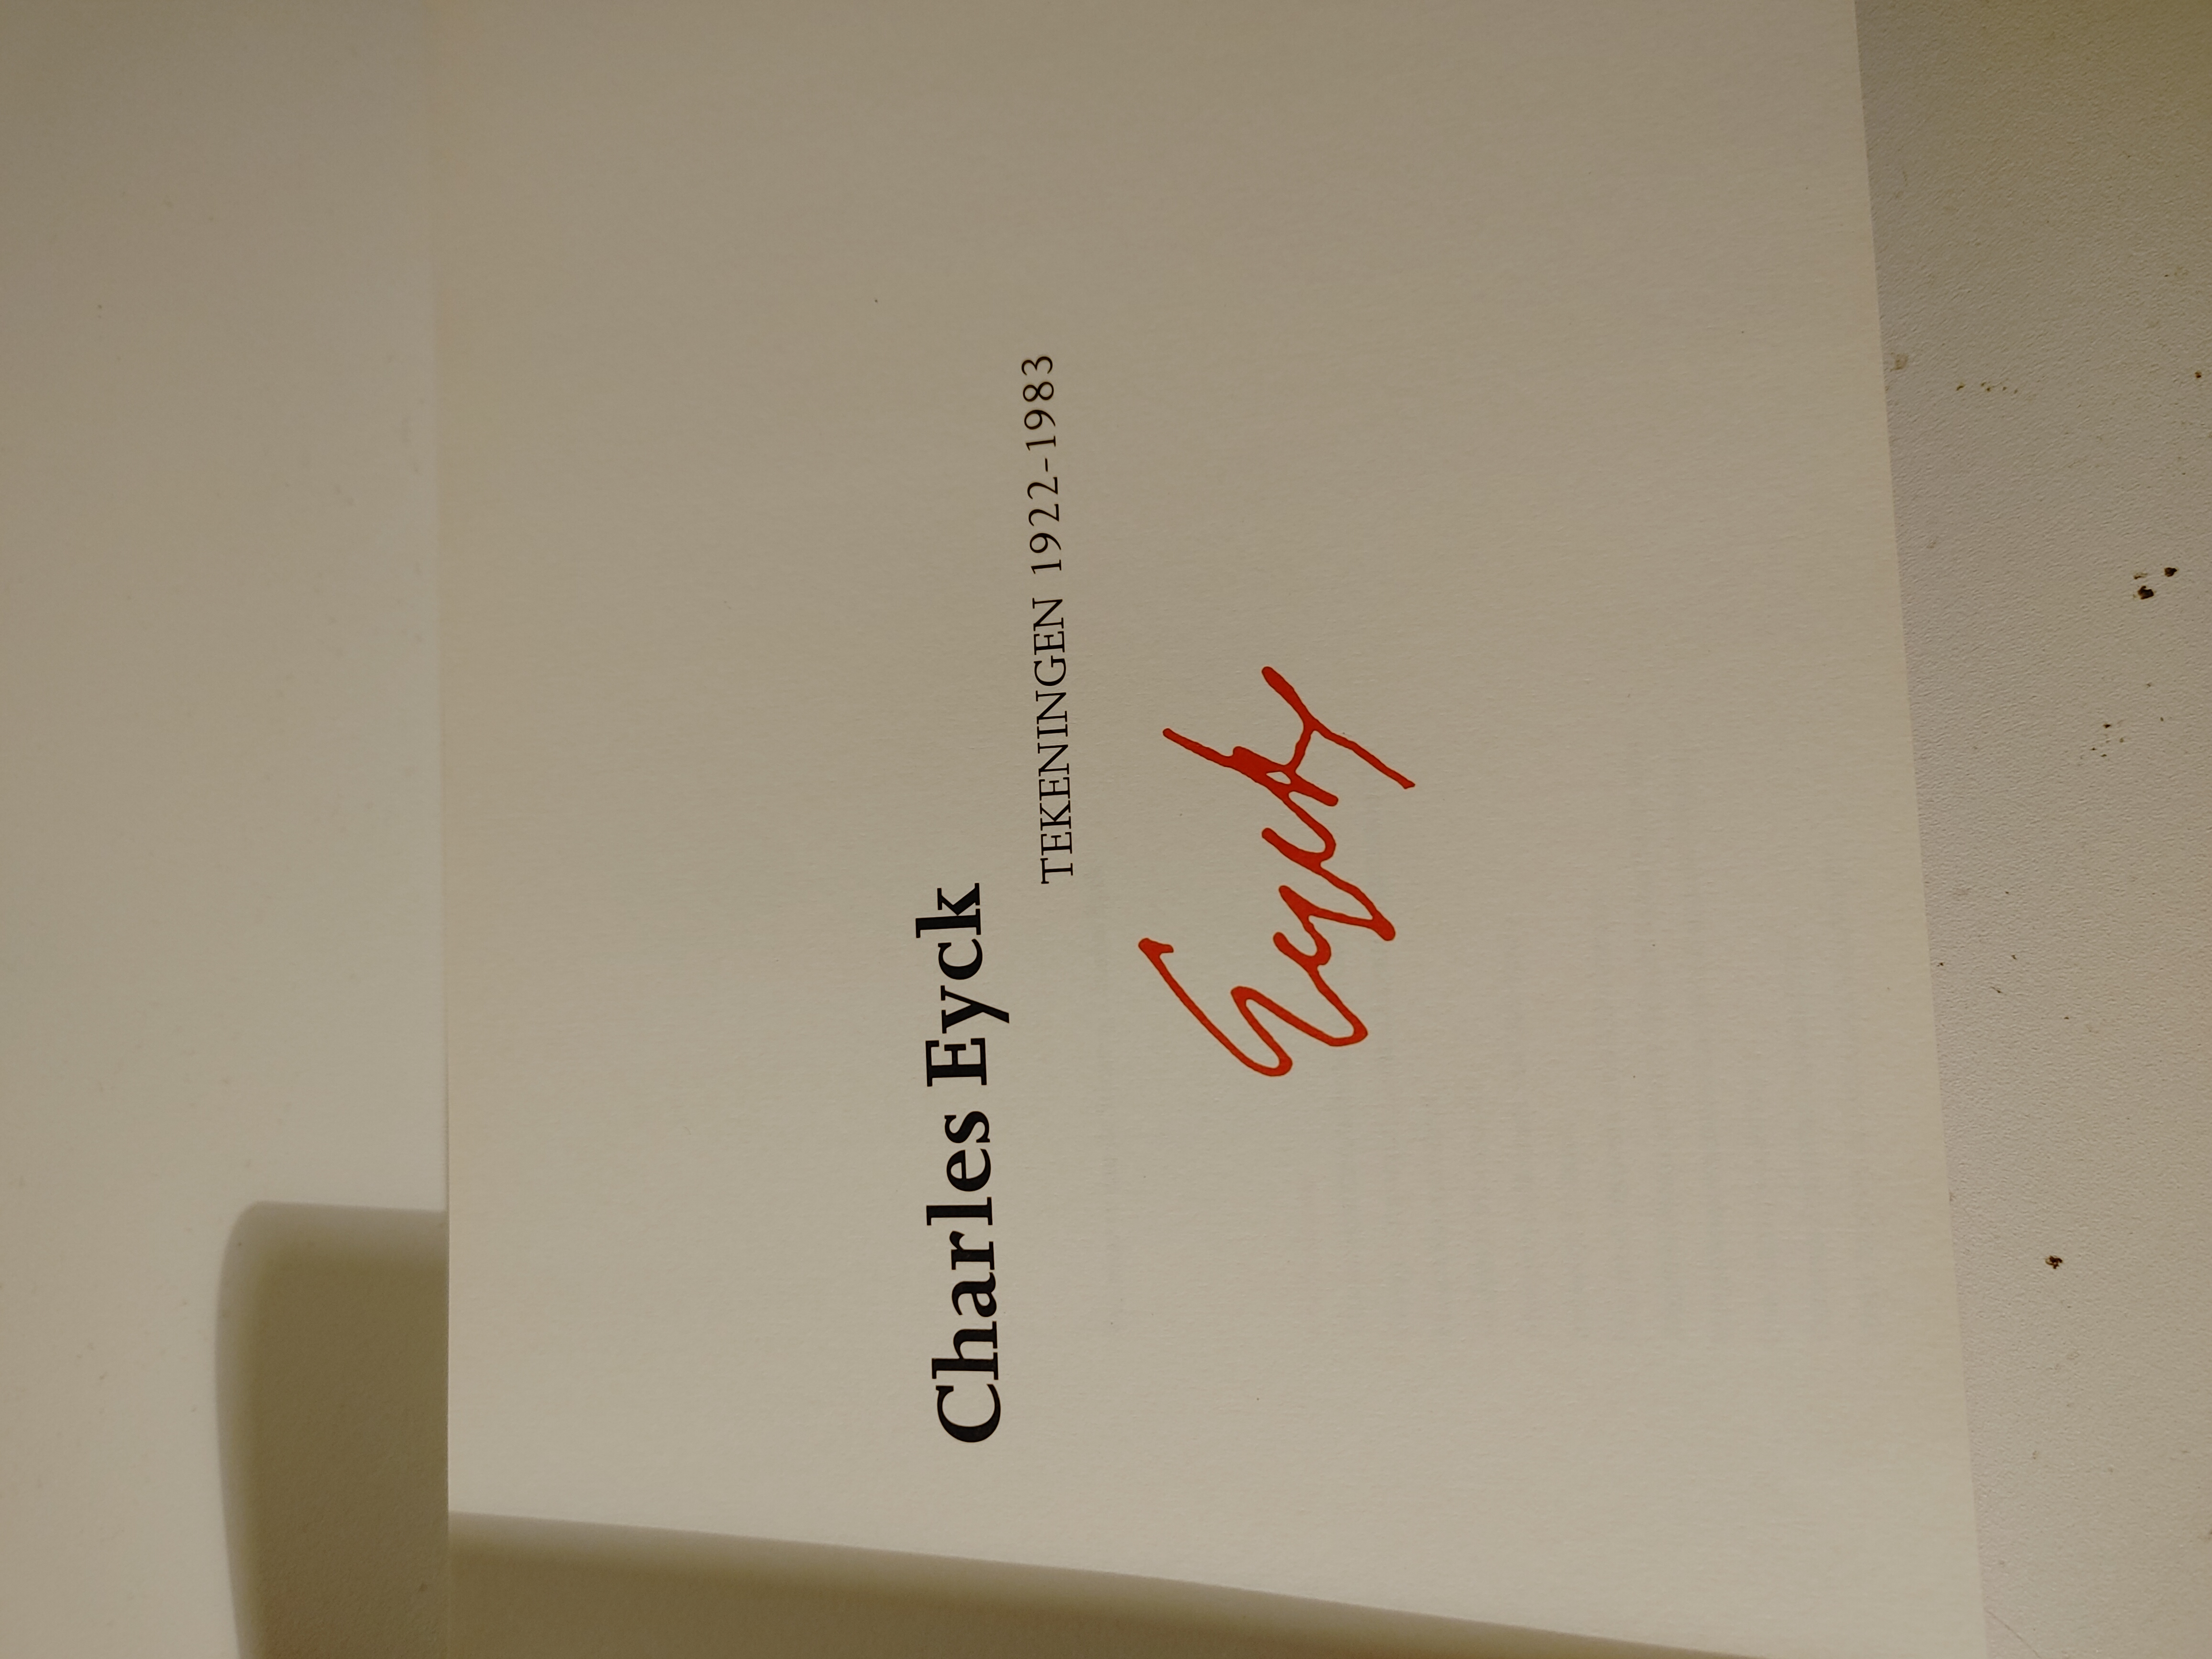 Charles Eyck
TEKENINGEN 1922-1983
Eyck